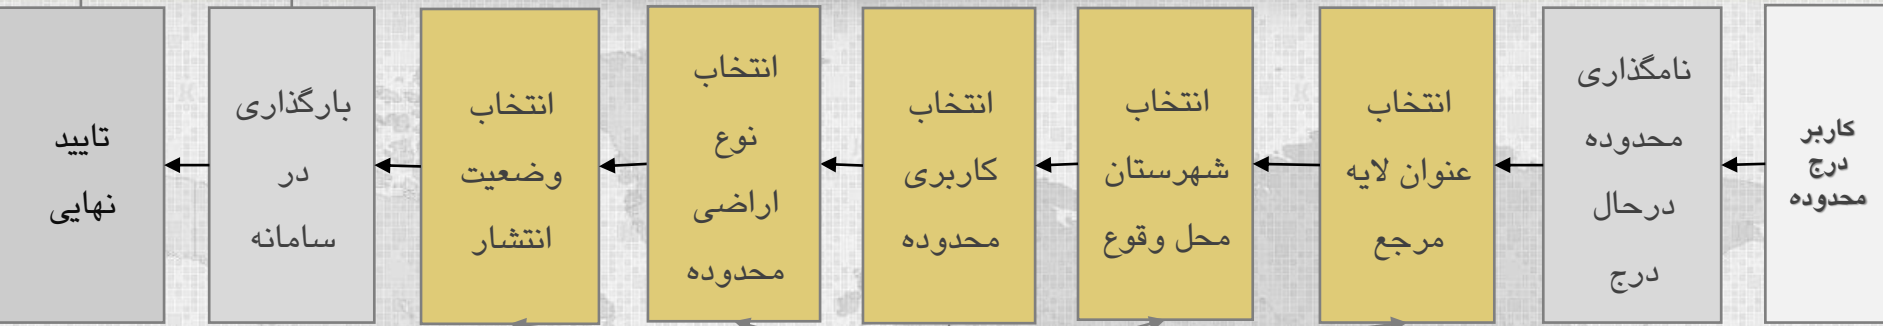 کاربر
درج
محدوده
نامگذاری
محدوده
درحال
درج
انتخاب
عنوان لایه
مرجع
انتخاب
شهرستان
محل وقوع
انتخاب
کاربری
محدوده
انتخاب
نوع
اراضی
محدوده
انتخاب
وضعیت
انتشار
بارگذاری
در
سامانه
تایید
نهایی